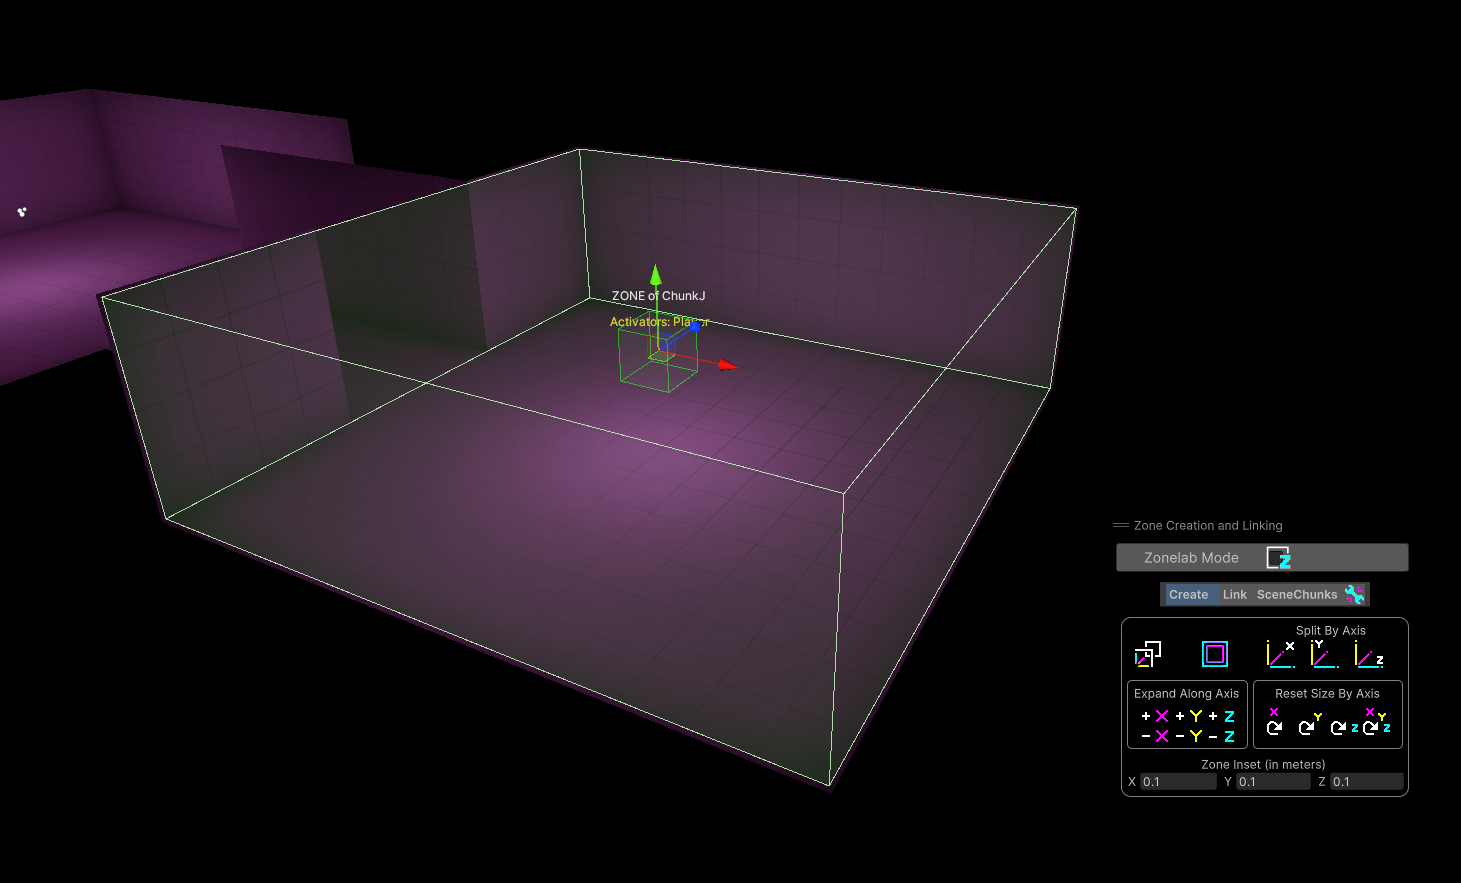 ZONE of ChunkJ
Activators: Player
Zone Creation and Linking
Zonelab Mode
Z
Create Link SceneChunks
Split By Axis
X Y Z
Expand Along Axis
+ X + Y + Z
- X - Y - Z
Reset Size By Axis
X Y Z X Y Z
Zone Inset (in meters)
X 0.1 Y 0.1 Z 0.1